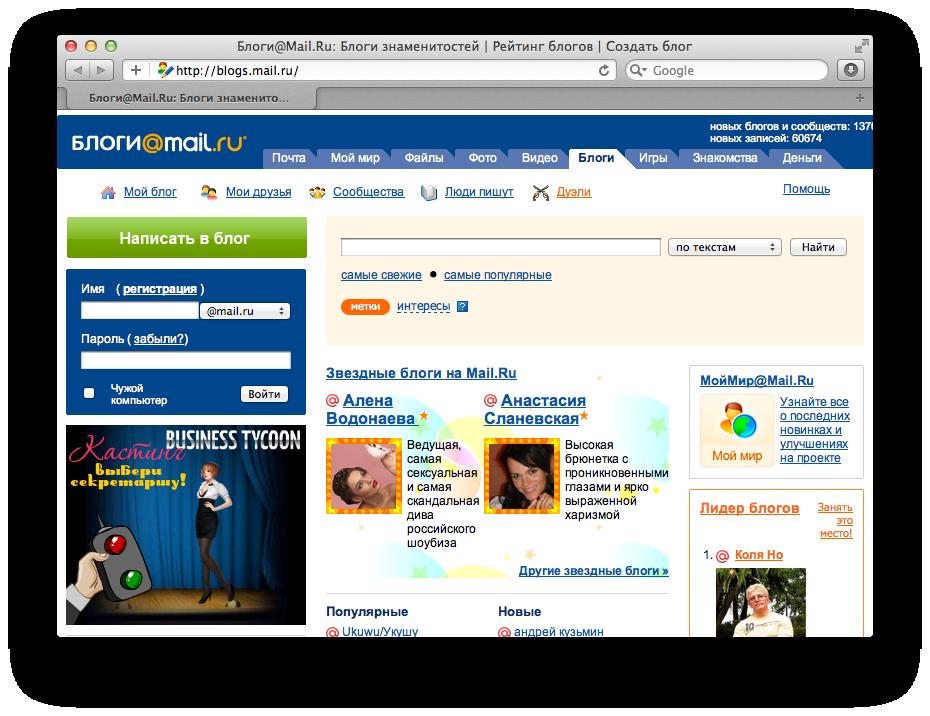 Блоги@Mail.Ru: Блоги знаменитостей | Рейтинг блогов | Создать блог
http://blogs.mail.ru/
Google
Блоги@Mail.Ru: Блоги знаменито...
новых блогов и сообществ:
новых записей: 60674
БЛОГИ@mail.ru®
Почта Мой мир Файлы Фото Видео Блоги Игры Знакомства Деньги
Мой блог Мои друзья Сообщества Люди пишут Дуэли Помощь
Написать в блог
по текстам Найти
самые свежие • самые популярные
метки интересы ?
Имя ( регистрация )
@mail.ru
Пароль ( забыли? )
Чужой
компьютер
Войти
BUSINESS TYCOON
Кастинг
выбери
секретаршу!
Звездные блоги на Mail.Ru
@ Алена
Водонаева
Ведущая,
самая
сексуальная
и самая
скандальная
дива
российского
шоубиза
@ Анастасия
Сланевская
Высокая
брюнетка с
проникновенными
глазами и ярко
выраженной
харизмой
Другие звездные блоги »
Популярные
@ Ukuwu/Укушу
Новые
@ андрей кузьмин
МойМир@Mail.Ru
Мой мир
Узнайте все
о последних
новинках и
улучшениях
на проекте
Лидер блогов
Занять
это
место!
1. @ Коля Но
10